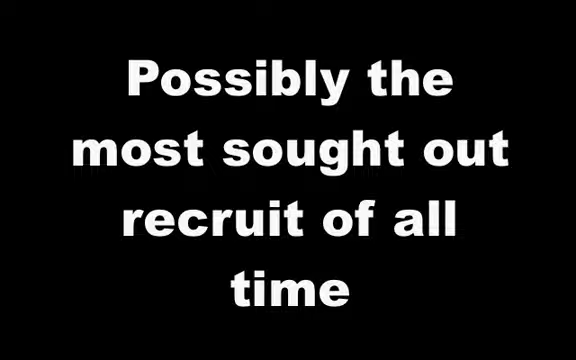 Possibly the
most sought out
recruit of all
time